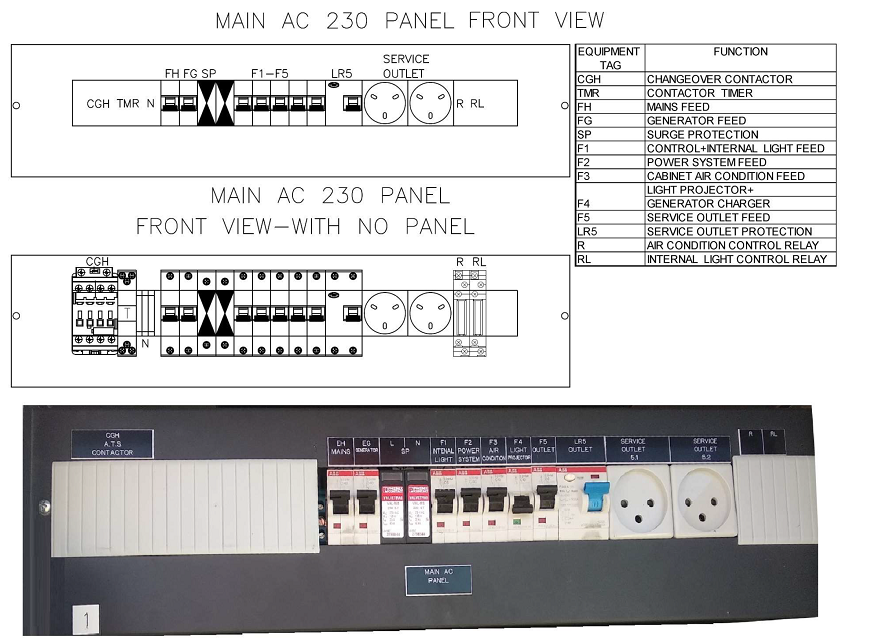 MAIN AC 230 PANEL FRONT VIEW
FH FG SP F1-F5 LR5 SERVICE OUTLET
CGH TMR N R RL
MAIN AC 230 PANEL
FRONT VIEW-WITH NO PANEL
CGH R RL
T
N
EQUIPMENT TAG FUNCTION
CGH CHANGEOVER CONTACTOR
TMR CONTACTOR TIMER
FH MAINS FEED
FG GENERATOR FEED
SP SURGE PROTECTION
F1 CONTROL+INTERNAL LIGHT FEED
F2 POWER SYSTEM FEED
F3 CABINET AIR CONDITION FEED
LIGHT PROJECTOR+
F4 GENERATOR CHARGER
F5 SERVICE OUTLET FEED
LR5 SERVICE OUTLET PROTECTION
R AIR CONDITION CONTROL RELAY
RL INTERNAL LIGHT CONTROL RELAY
CGH
A.T.S
CONTACTOR
EH
MAINS
EG
GENERATOR
L N
SP
F1
INTENAL
LIGHT
F2
POWER
SYSTEM
F3
AIR
CONDITION
F4
LIGHT
PROJECTOR
F5
OUTLET
LR5
OUTLET
SERVICE
OUTLET
5.1
SERVICE
OUTLET
5.2
R
RL
MAIN AC
PANEL
1